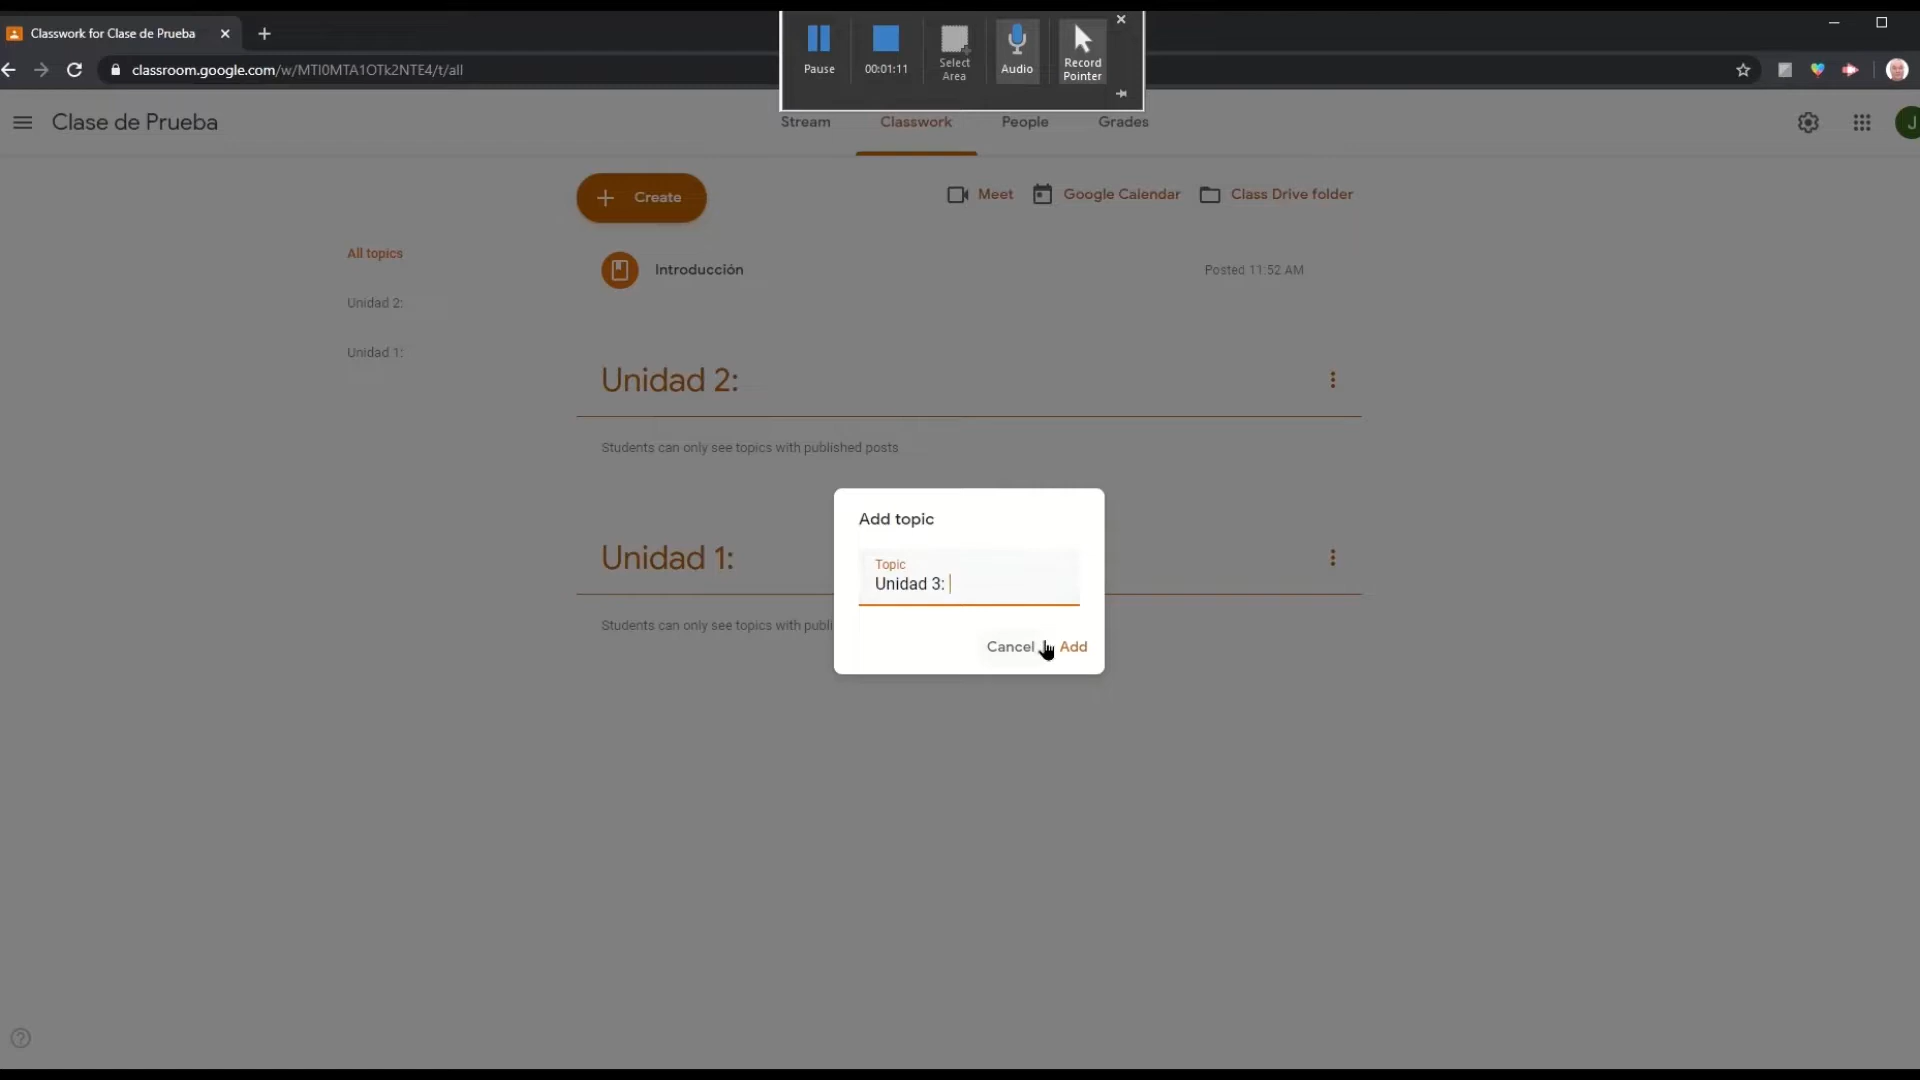 Classwork for Clase de Prueba
classroom.google.com/w/MTI0MTA1OTk2NTE4/t/all
Pause
00:01:11
Select Area
Audio
Record Pointer
Clase de Prueba
Stream
Classwork
People
Grades
J
Create
Meet
Google Calendar
Class Drive folder
All topics
Unidad 2:
Unidad 1:
Introducción
Posted 11:52 AM
Unidad 2:
Students can only see topics with published posts
Unidad 1:
Students can only see topics with publi
Add topic
Topic
Unidad 3:
Cancel
Add